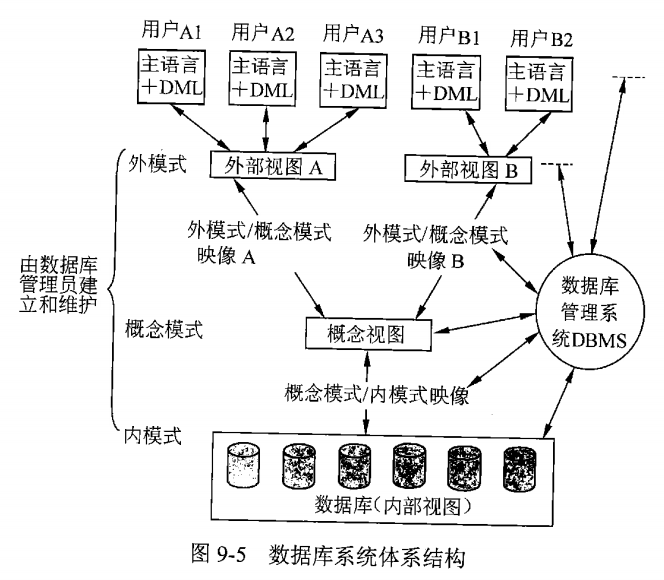 用户A1 用户A2 用户A3 用户B1 用户B2
主语言 主语言 主语言 主语言 主语言
+DML +DML +DML +DML +DML
外模式 外部视图 A 外部视图 B
外模式/概念模式 外模式/概念模式
映像 A 映像 B
由数据库
管理员建
立和维护
数据库
管理系
统DBMS
概念模式 概念视图
概念模式/内模式映像
内模式
数据库(内部视图)
图 9-5 数据库系统体系结构